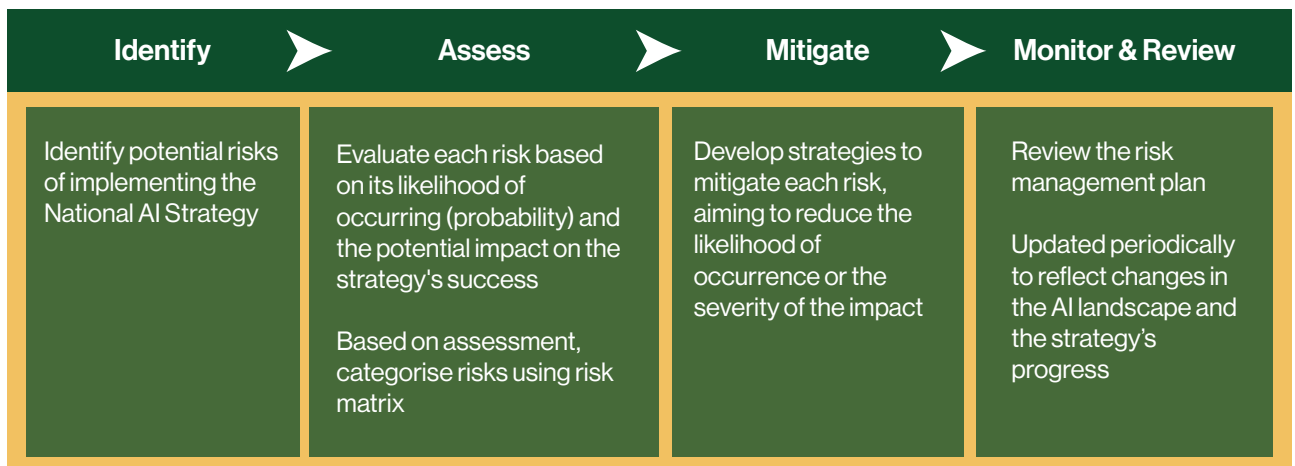 Identify
Assess
Mitigate
Monitor & Review
Identify potential risks
of implementing the
National AI Strategy
Evaluate each risk based
on its likelihood of
occurring (probability) and
the potential impact on the
strategy's success
Based on assessment,
categorise risks using risk
matrix
Develop strategies to
mitigate each risk,
aiming to reduce the
likelihood of
occurrence or the
severity of the impact
Review the risk
management plan
Updated periodically
to reflect changes in
the AI landscape and
the strategy’s
progress